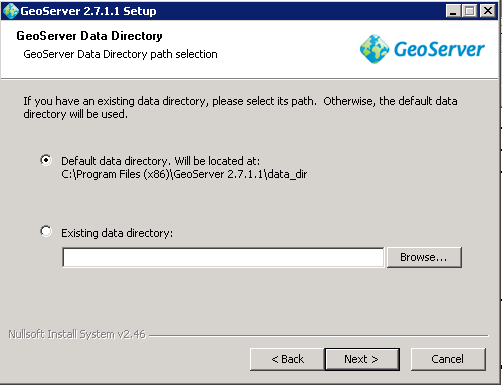 GeoServer 2.7.1.1 Setup
GeoServer Data Directory
GeoServer Data Directory path selection
GeoServer
If you have an existing data directory, please select its path.  Otherwise, the default data
directory will be used.
Default data directory. Will be located at:
C:\Program Files (x86)\GeoServer 2.7.1.1\data_dir
Existing data directory:
Browse...
Nullsoft Install System v2.46
< Back
Next >
Cancel